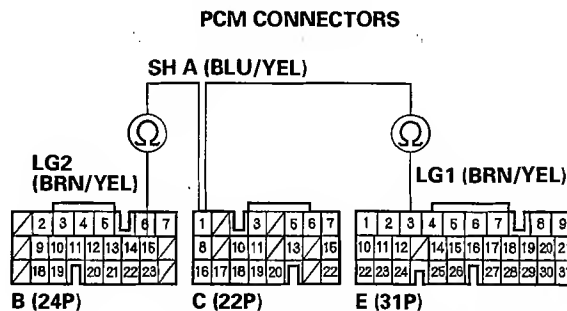 PCM CONNECTORS
SH A (BLU/YEL)
Ω Ω
LG2
(BRN/YEL)
LG1 (BRN/YEL)
2 3 4 5 6 7
9 10 11 12 13 14 15
18 19 20 21 22 23
1 3 5 6 7
8 10 11 13 15
16 17 18 19 20 22
1 2 3 4 5 6 7 8 9
10 11 12 14 15 16 17 18 19 20 21
22 23 24 25 26 27 28 29 30 31
B (24P) C (22P) E (31P)